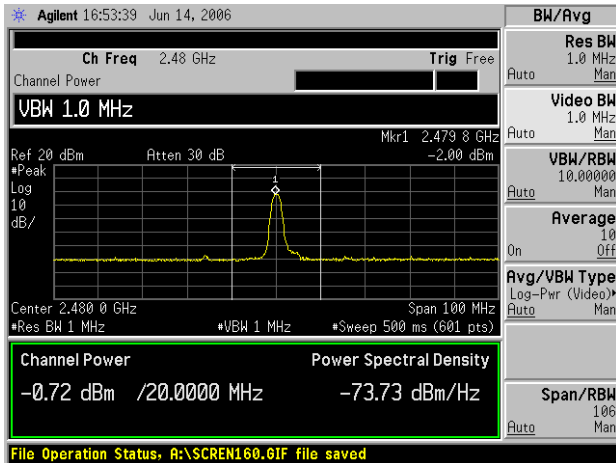 Agilent 16:53:39 Jun 14, 2006
BW/Avg
Ch Freq 2.48 GHz
Trig Free
Channel Power
VBW 1.0 MHz
Mkr1 2.479 8 GHz
Ref 20 dBm
Atten 30 dB
-2.00 dBm
#Peak
Log
10
dB/
1
Center 2.480 0 GHz
Span 100 MHz
#Res BW 1 MHz
#VBW 1 MHz
#Sweep 500 ms (601 pts)
Channel Power
Power Spectral Density
-0.72 dBm /20.0000 MHz
-73.73 dBm/Hz
File Operation Status, A:\SCREN160.GIF file saved
Res BW
1.0 MHz
Auto Man
Video BW
1.0 MHz
Auto Man
VBW/RBW
10.00000
Auto Man
Average
10
On Off
Avg/VBW Type
Log-Pwr (Video)
Auto Man
Span/RBW
106
Auto Man